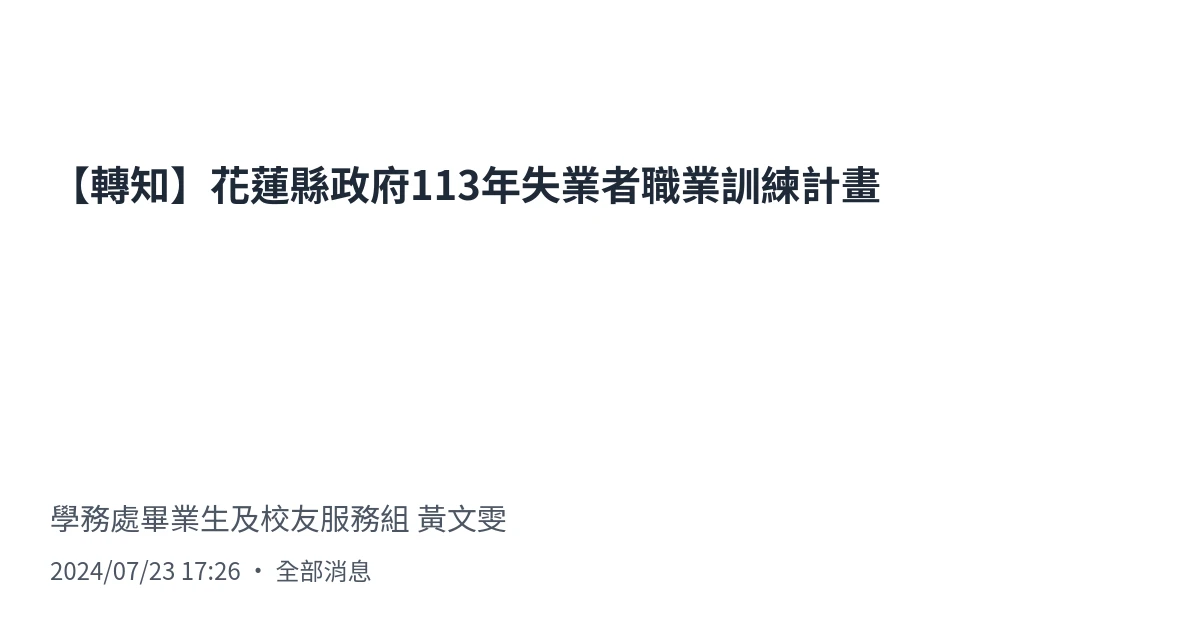 【轉知】花蓮縣政府113年失業者職業訓練計畫
學務處畢業生及校友服務組 黃文雯
2024/07/23 17:26 • 全部消息